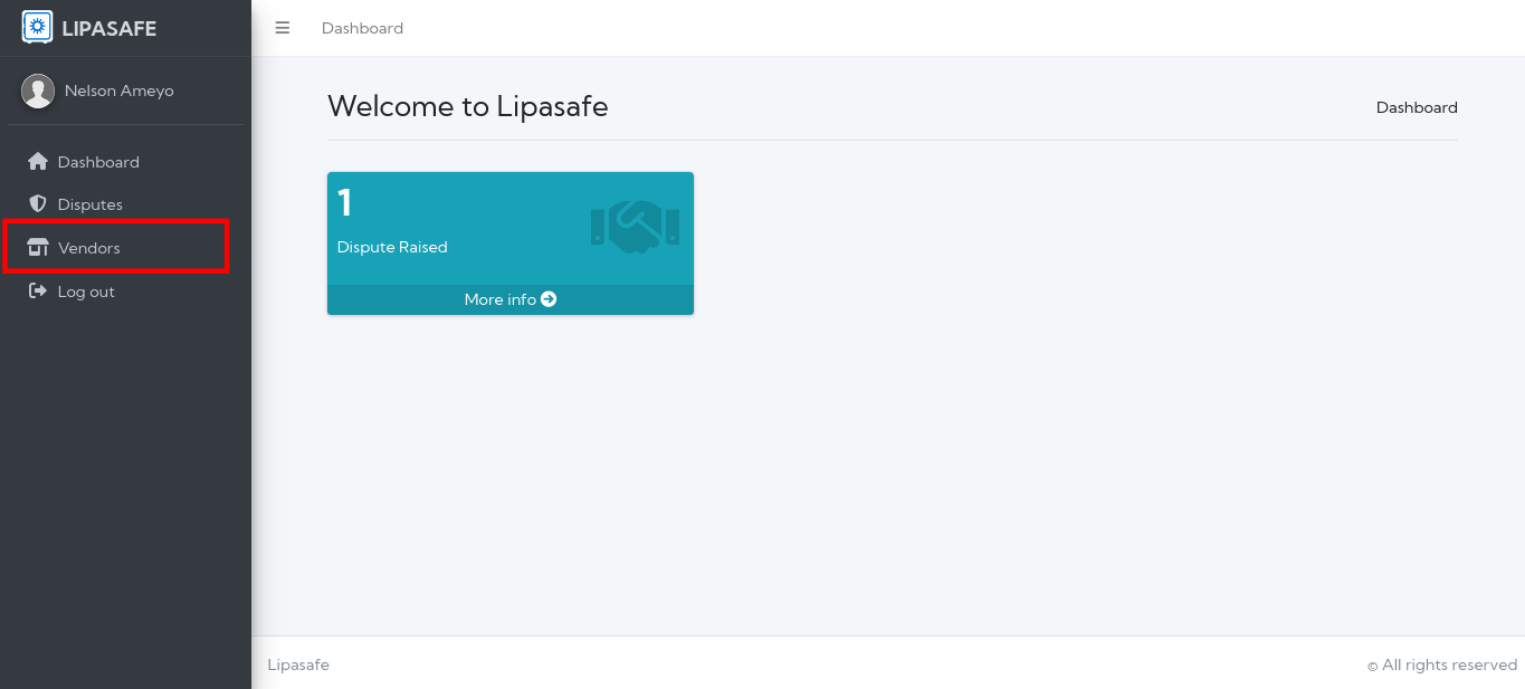 LIPASAFE
Dashboard
Nelson Ameyo
Welcome to Lipasafe
Dashboard
Dashboard
Disputes
Vendors
Log out
1
Dispute Raised
More info
Lipasafe
© All rights reserved